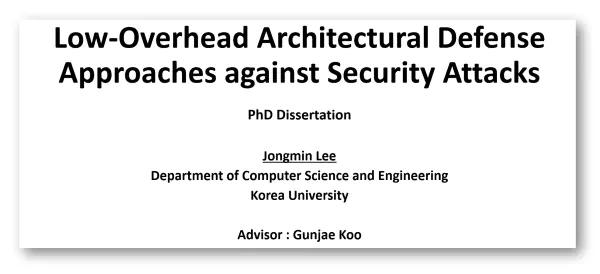 Low-Overhead Architectural Defense
Approaches against Security Attacks
PhD Dissertation
Jongmin Lee
Department of Computer Science and Engineering
Korea University
Advisor : Gunjae Koo